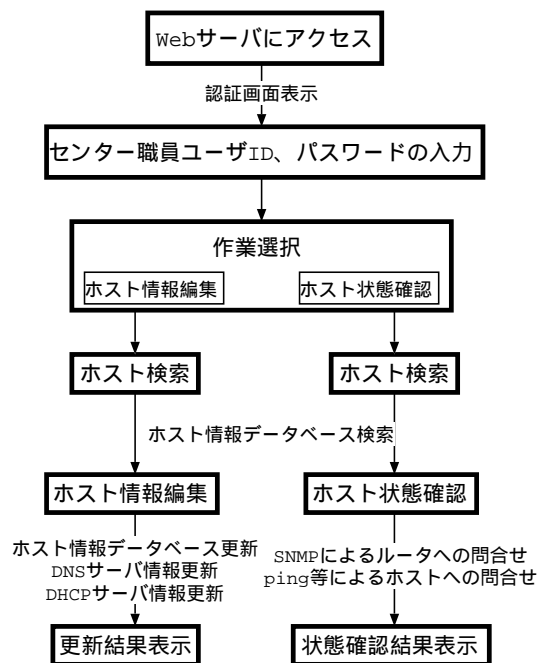 Webサーバにアクセス
認証画面表示
センター職員ユーザID、パスワードの入力
作業選択
ホスト情報編集
ホスト状態確認
ホスト検索
ホスト検索
ホスト情報データベース検索
ホスト情報編集
ホスト状態確認
ホスト情報データベース更新
DNSサーバ情報更新
DHCPサーバ情報更新
SNMPによるルータへの問合せ
ping等によるホストへの問合せ
更新結果表示
状態確認結果表示